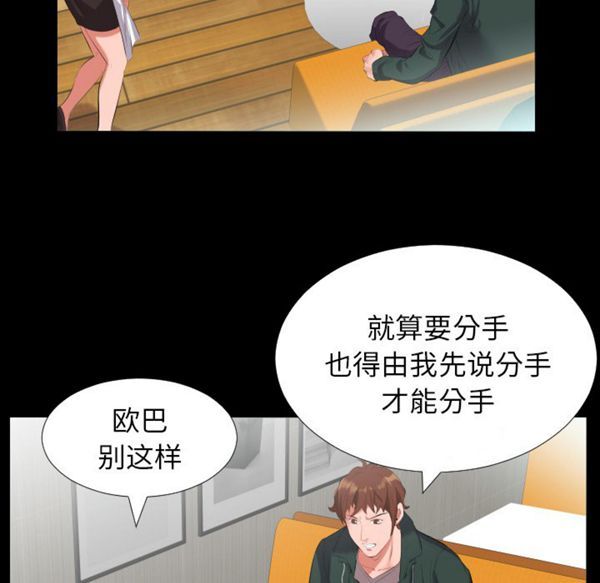 就算要分手
也得由我先说分手
才能分手
欧巴
别这样